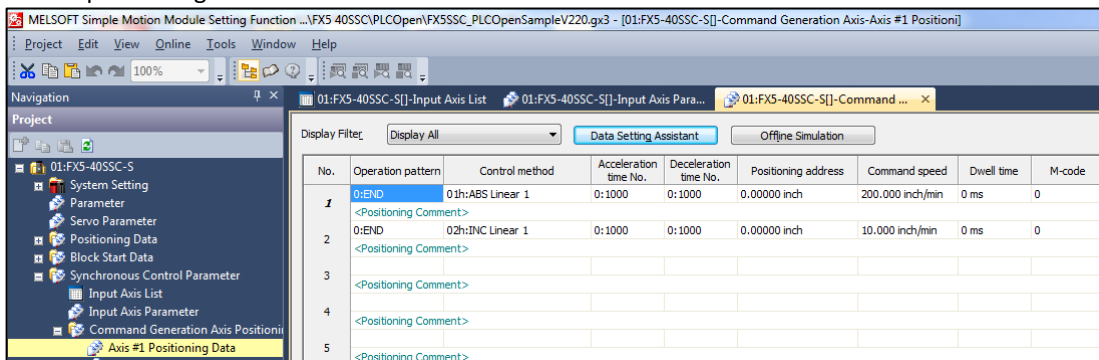 MELSOFT Simple Motion Module Setting Function ...\FX5 40SSC\PLCOpen\FX5SSC_PLCOpenSampleV220.gx3 - [01:FX5-40SSC-S[]-Command Generation Axis-Axis #1 Positioni]
Project Edit View Online Tools Window Help
100%
Navigation
01:FX5-40SSC-S[]-Input Axis List 01:FX5-40SSC-S[]-Input Axis Para... 01:FX5-40SSC-S[]-Command ...
Project
Display Filter Display All Data Setting Assistant Offline Simulation
01:FX5-40SSC-S
System Setting
Parameter
Servo Parameter
Positioning Data
Block Start Data
Synchronous Control Parameter
Input Axis List
Input Axis Parameter
Command Generation Axis Positioni
Axis #1 Positioning Data
No. Operation pattern Control method Acceleration time No. Deceleration time No. Positioning address Command speed Dwell time M-code
1 0:END 01h:ABS Linear 1 0:1000 0:1000 0.00000 inch 200.000 inch/min 0 ms 0
<Positioning Comment>
2 0:END 02h:INC Linear 1 0:1000 0:1000 0.00000 inch 10.000 inch/min 0 ms 0
<Positioning Comment>
3
<Positioning Comment>
4
<Positioning Comment>
5
<Positioning Comment>